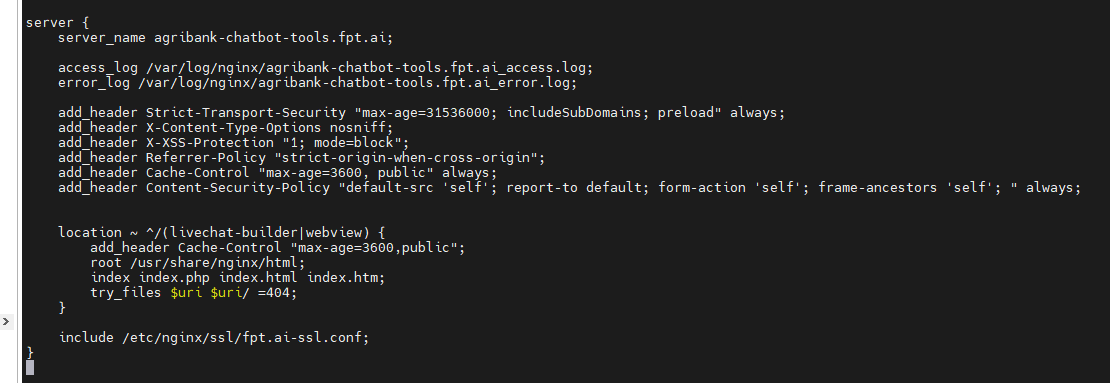 server {
    server_name agribank-chatbot-tools.fpt.ai;
    access_log /var/log/nginx/agribank-chatbot-tools.fpt.ai_access.log;
    error_log /var/log/nginx/agribank-chatbot-tools.fpt.ai_error.log;
    add_header Strict-Transport-Security "max-age=31536000; includeSubDomains; preload" always;
    add_header X-Content-Type-Options nosniff;
    add_header X-XSS-Protection "1; mode=block";
    add_header Referrer-Policy "strict-origin-when-cross-origin";
    add_header Cache-Control "max-age=3600, public" always;
    add_header Content-Security-Policy "default-src 'self'; report-to default; form-action 'self'; frame-ancestors 'self'; " always;
    location ~ ^/(livechat-builder|webview) {
        add_header Cache-Control "max-age=3600,public";
        root /usr/share/nginx/html;
        index index.php index.html index.htm;
        try_files $uri $uri/ =404;
    }
    include /etc/nginx/ssl/fpt.ai-ssl.conf;
}